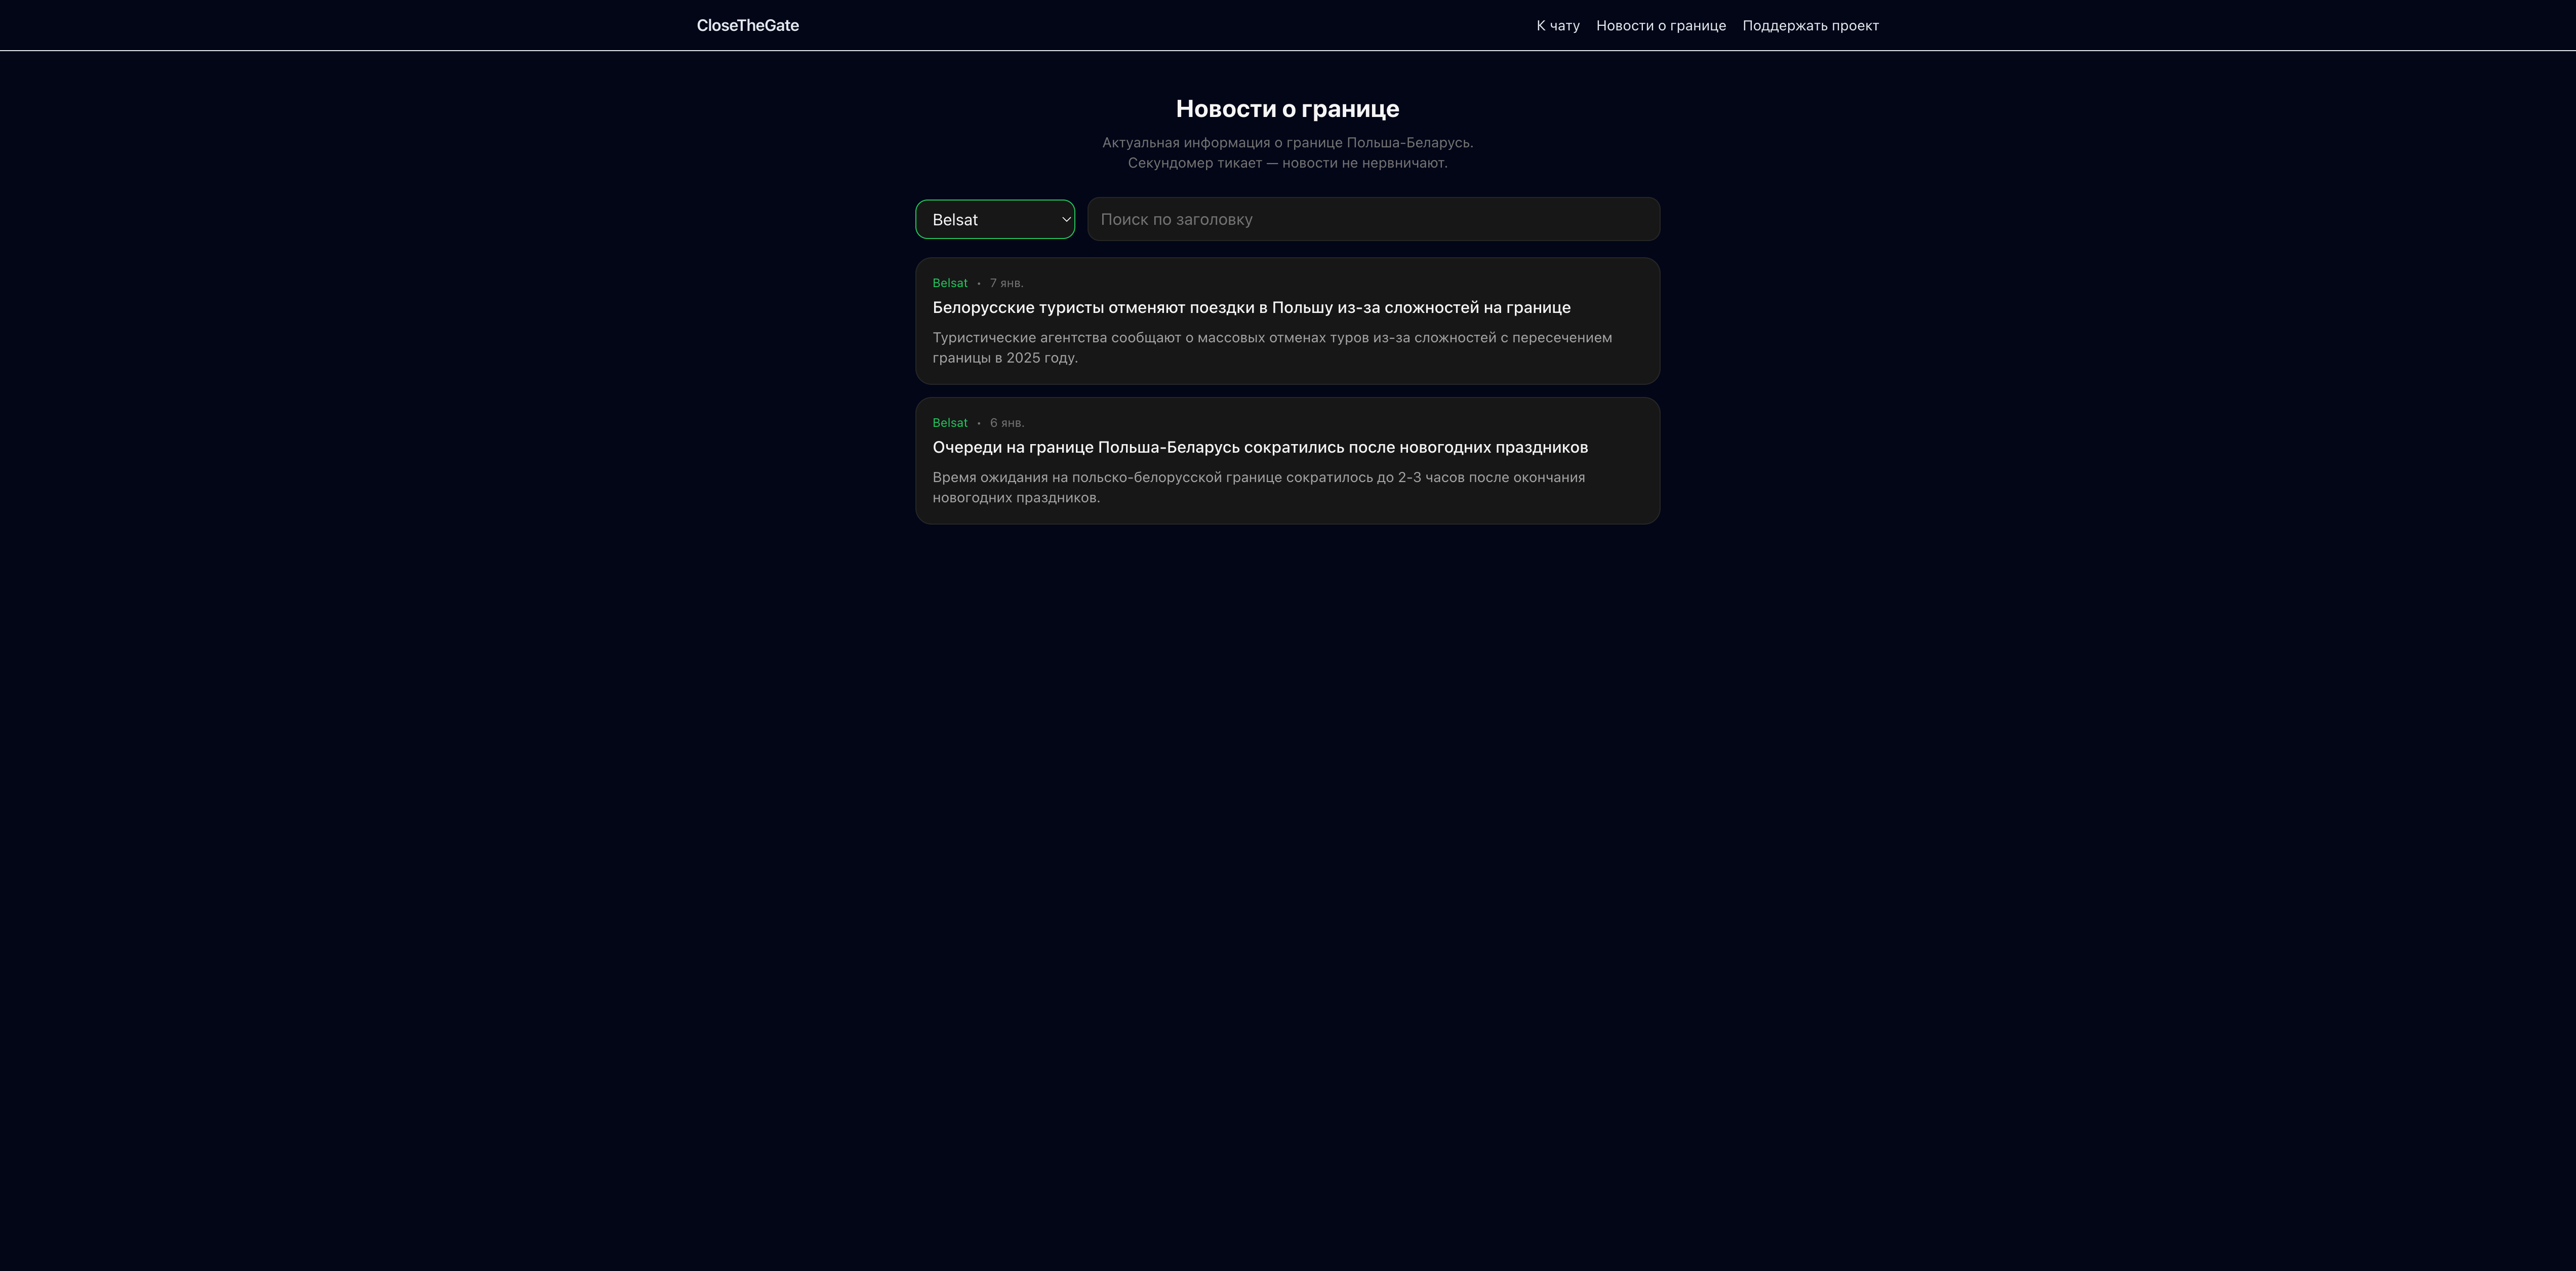 CloseTheGate
К чату
Новости о границе
Поддержать проект
Новости о границе
Актуальная информация о границе Польша-Беларусь.
Секундомер тикает — новости не нервничают.
Belsat
Поиск по заголовку
Belsat • 7 янв.
Белорусские туристы отменяют поездки в Польшу из-за сложностей на границе
Туристические агентства сообщают о массовых отменах туров из-за сложностей с пересечением
границы в 2025 году.
Belsat • 6 янв.
Очереди на границе Польша-Беларусь сократились после новогодних праздников
Время ожидания на польско-белорусской границе сократилось до 2-3 часов после окончания
новогодних праздников.